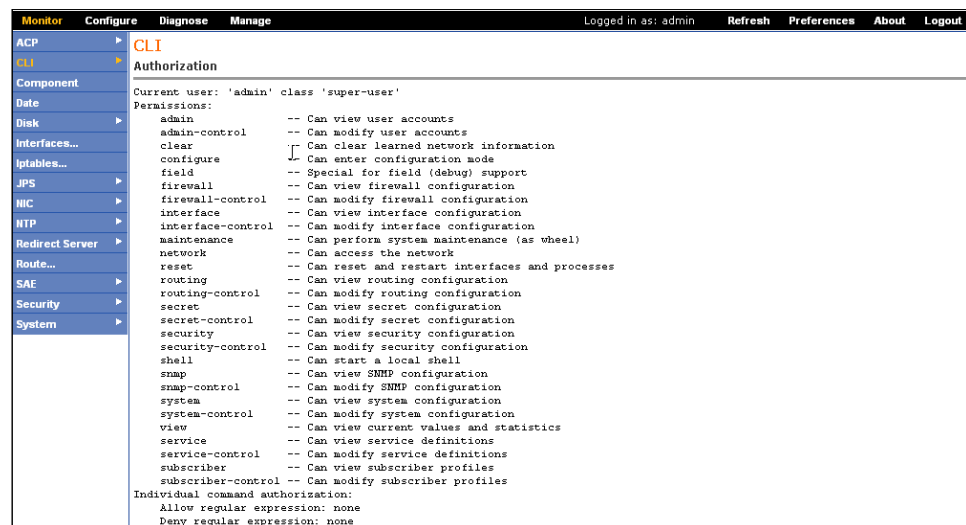 Monitor Configure Diagnose Manage Logged in as: admin Refresh Preferences About Logout
ACP
CLI
Component
Date
Disk
Interfaces...
Iptables...
JPS
NIC
NTP
Redirect Server
Route...
SAE
Security
System
CLI
Authorization
Current user: 'admin' class 'super-user'
Permissions:
admin -- Can view user accounts
admin-control -- Can modify user accounts
clear -- Can clear learned network information
configure -- Can enter configuration mode
field -- Special for field (debug) support
firewall -- Can view firewall configuration
firewall-control -- Can modify firewall configuration
interface -- Can view interface configuration
interface-control -- Can modify interface configuration
maintenance -- Can perform system maintenance (as wheel)
network -- Can access the network
reset -- Can reset and restart interfaces and processes
routing -- Can view routing configuration
routing-control -- Can modify routing configuration
secret -- Can view secret configuration
secret-control -- Can modify secret configuration
security -- Can view security configuration
security-control -- Can modify security configuration
shell -- Can start a local shell
snmp -- Can view SNMP configuration
snmp-control -- Can modify SNMP configuration
system -- Can view system configuration
system-control -- Can modify system configuration
view -- Can view current values and statistics
service -- Can view service definitions
service-control -- Can modify service definitions
subscriber -- Can view subscriber profiles
subscriber-control -- Can modify subscriber profiles
Individual command authorization:
Allow regular expression: none
Deny regular expression: none